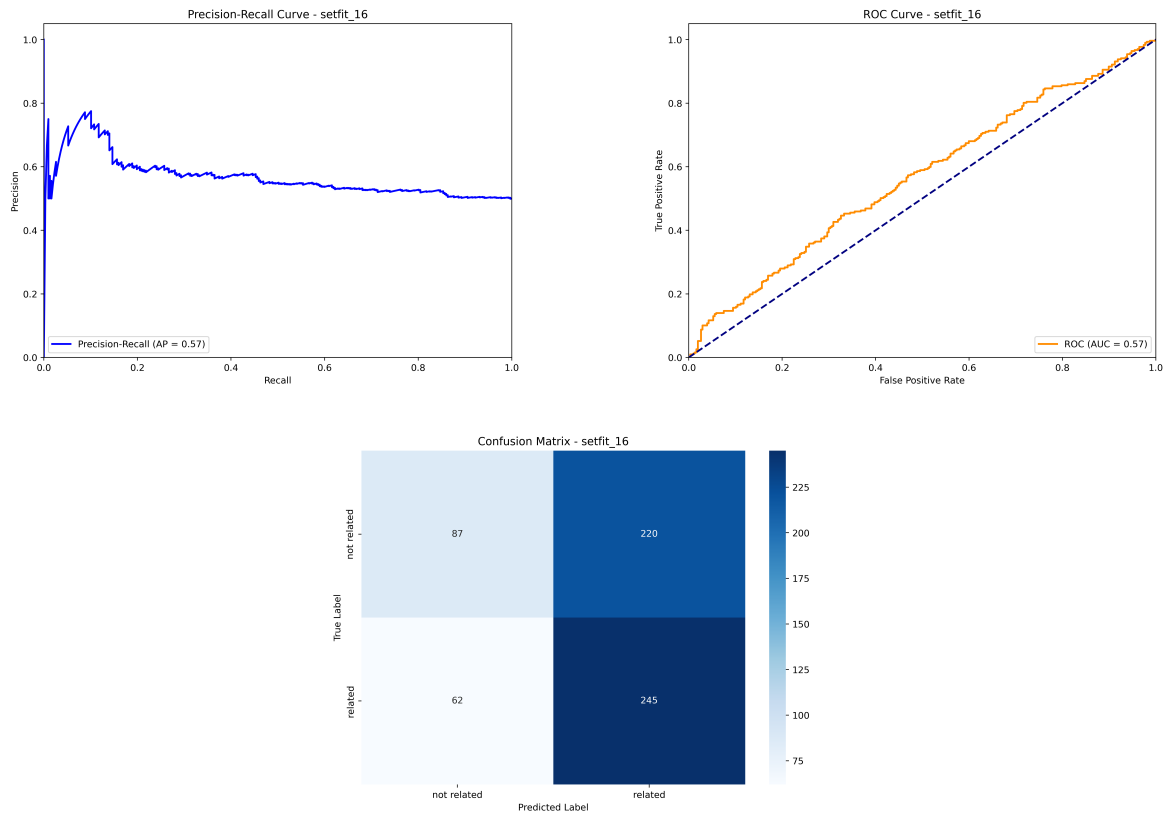 Precision-Recall Curve - setfit_16
1.0
0.8
0.6
0.4
0.2
0.0
Precision
Precision-Recall (AP = 0.57)
0.0
0.2
0.4
0.6
0.8
1.0
Recall
ROC Curve - setfit_16
1.0
0.8
0.6
0.4
0.2
0.0
True Positive Rate
ROC (AUC = 0.57)
0.0
0.2
0.4
0.6
0.8
1.0
False Positive Rate
Confusion Matrix - setfit_16
True Label
not related
87
220
related
62
245
not related
related
Predicted Label
225
200
175
150
125
100
75